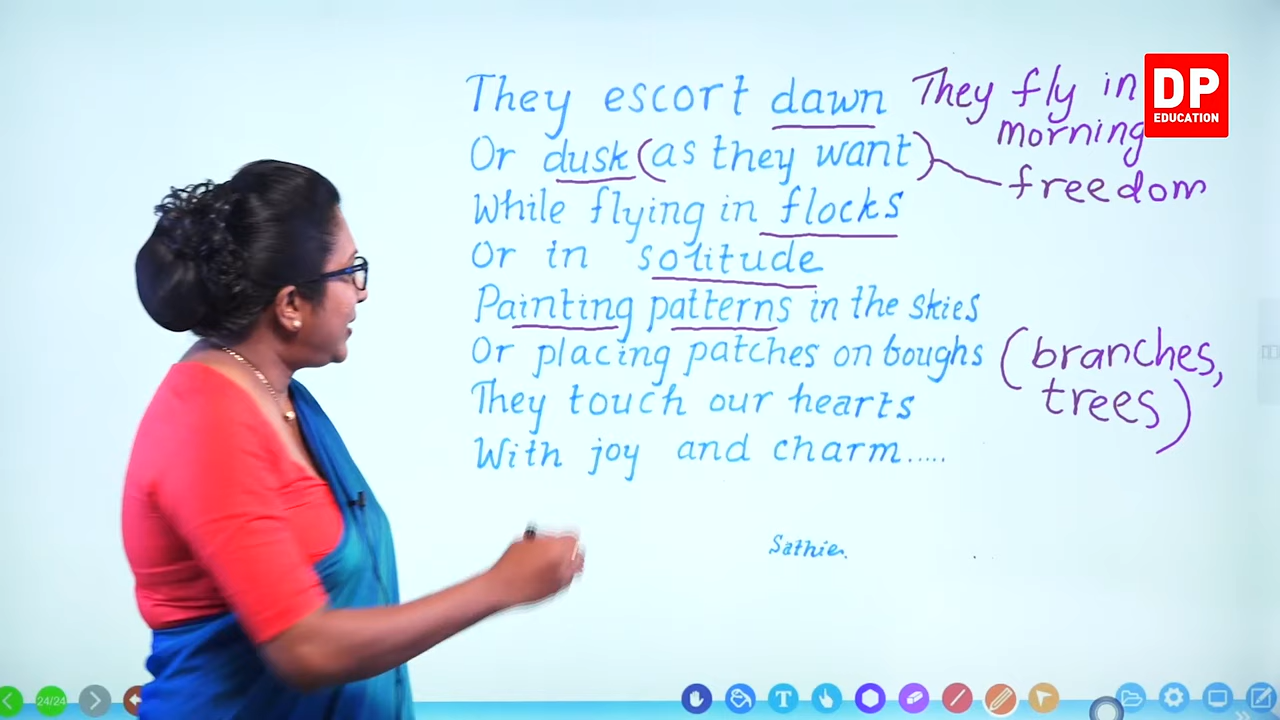 They escort dawn
They fly in
morning
Or dusk (as they want)
freedom
While flying in flocks
Or in solitude
Painting patterns in the skies
Or placing patches on boughs
(branches,
trees)
They touch our hearts
With joy and charm.....
Sathie.
DP
EDUCATION
24/24
T